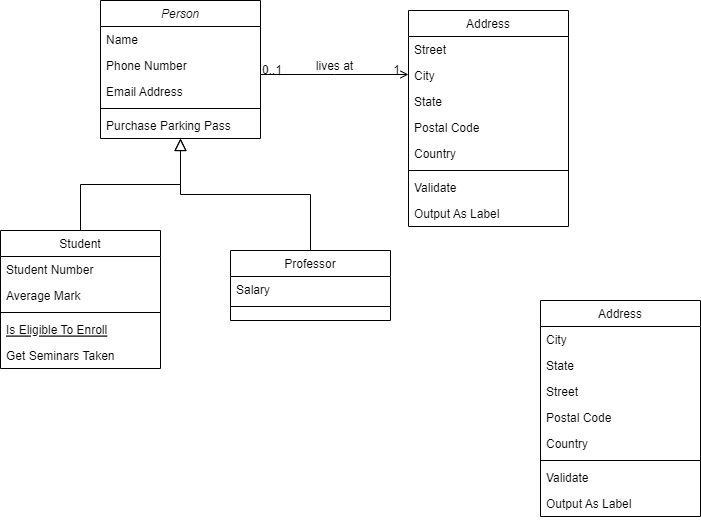 Person
Name
Phone Number
Email Address
Purchase Parking Pass
0..1
lives at
1
Address
Street
City
State
Postal Code
Country
Validate
Output As Label
Student
Student Number
Average Mark
Is Eligible To Enroll
Get Seminars Taken
Professor
Salary
Address
City
State
Street
Postal Code
Country
Validate
Output As Label